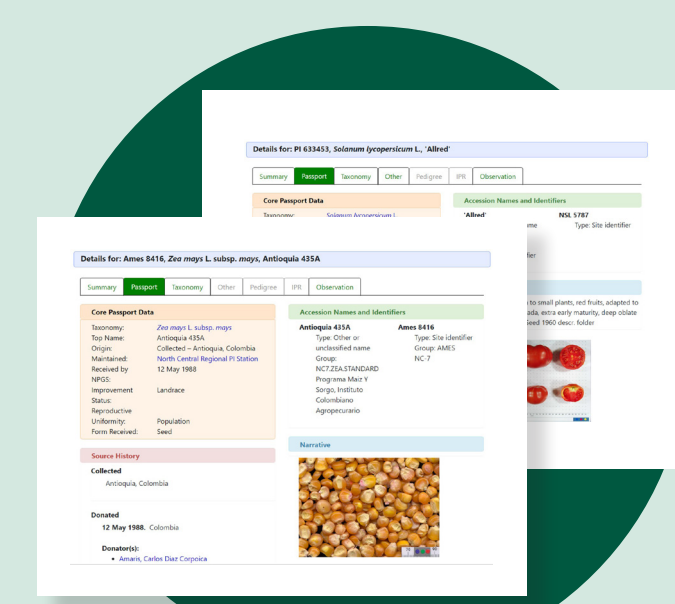 Details for: PI 633453, Solanum lycopersicum L., 'Allred'
Summary Passport Taxonomy Other Pedigree IPR Observation
Core Passport Data
Accession Names and Identifiers
Taxonomy: Solanum lycopersicum L.
'Allred' NSL 5787
Type: Site identifier
to small plants, red fruits, adapted to
extra early maturity, deep oblate
1960 descr. folder
Details for: Ames 8416, Zea mays L. subsp. mays, Antioquia 435A
Summary Passport Taxonomy Other Pedigree IPR Observation
Core Passport Data
Taxonomy: Zea mays L. subsp. mays
Top Name: Antioquia 435A
Origin: Collected – Antioquia, Colombia
Maintained: North Central Regional PI Station
Received by 12 May 1988
NPGS:
Improvement Landrace
Status:
Reproductive
Uniformity: Population
Form Received: Seed
Source History
Collected
Antioquia, Colombia
Donated
12 May 1988, Colombia
Donator(s):
• Amaris, Carlos Diaz Corpoica
Accession Names and Identifiers
Antioquia 435A Ames 8416
Type: Other or Type: Site identifier
unclassified name Group: AMES
Group: NC-7
NC7.ZEA.STANDARD
Programa Maiz Y
Sorgo, Instituto
Colombiano
Agropecurario
Narrative